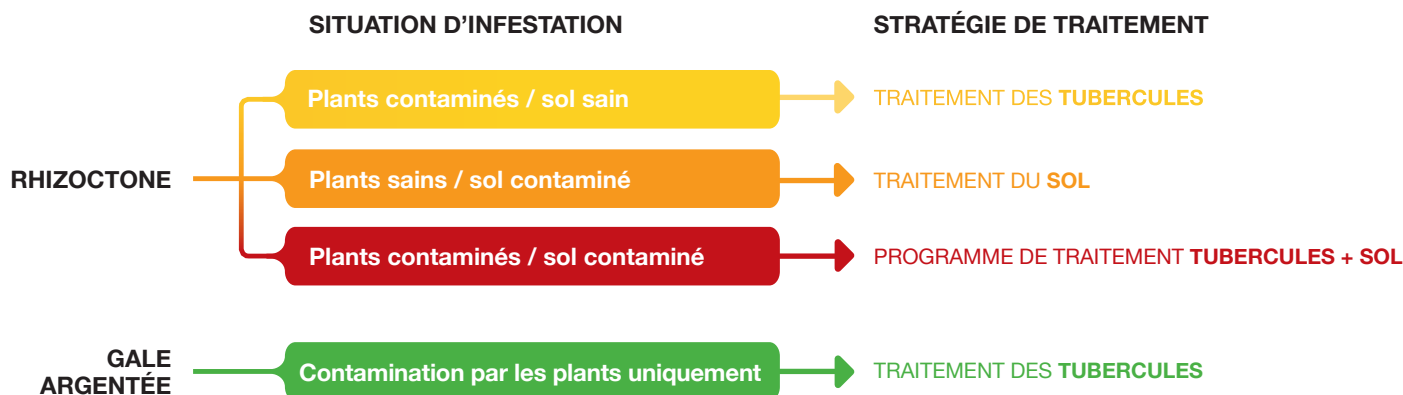 SITUATION D'INFESTATION
STRATÉGIE DE TRAITEMENT
Plants contaminés / sol sain
TRAITEMENT DES TUBERCULES
RHIZOCTONE
Plants sains / sol contaminé
TRAITEMENT DU SOL
Plants contaminés / sol contaminé
PROGRAMME DE TRAITEMENT TUBERCULES + SOL
GALE
ARGENTÉE
Contamination par les plants uniquement
TRAITEMENT DES TUBERCULES